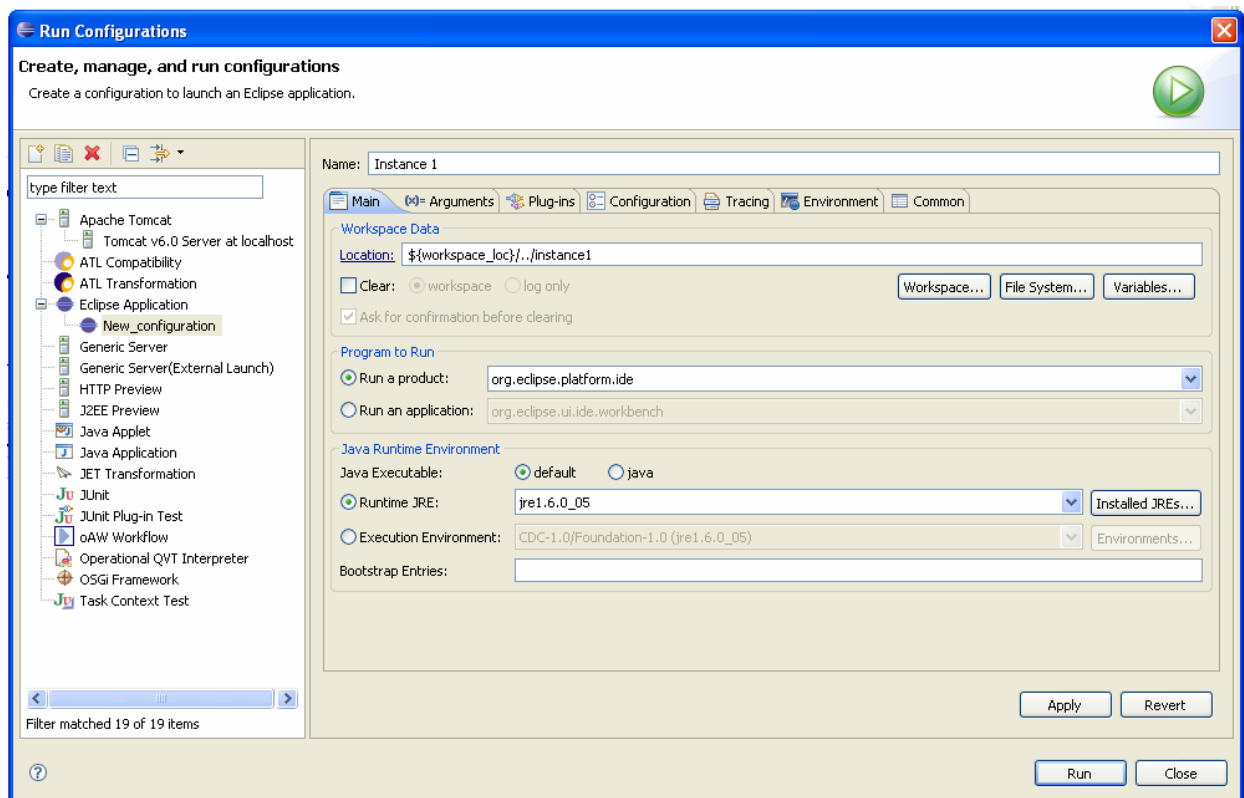 Run Configurations
Create, manage, and run configurations
Create a configuration to launch an Eclipse application.
type filter text
Apache Tomcat
Tomcat v6.0 Server at localhost
ATL Compatibility
ATL Transformation
Eclipse Application
New_configuration
Generic Server
Generic Server(External Launch)
HTTP Preview
J2EE Preview
Java Applet
Java Application
JET Transformation
JUnit
JUnit Plug-in Test
oAW Workflow
Operational QVT Interpreter
OSGi Framework
Task Context Test
Filter matched 19 of 19 items
Name: Instance 1
Main (x)= Arguments Plug-ins Configuration Tracing Environment Common
Workspace Data
Location: ${workspace_loc}/../instance1
Clear: workspace log only Workspace... File System... Variables...
Ask for confirmation before clearing
Program to Run
Run a product: org.eclipse.platform.ide
Run an application: org.eclipse.ui.ide.workbench
Java Runtime Environment
Java Executable: default java
Runtime JRE: jre1.6.0_05 Installed JREs...
Execution Environment: CDC-1.0/Foundation-1.0 (jre1.6.0_05) Environments...
Bootstrap Entries:
Apply Revert
Run Close